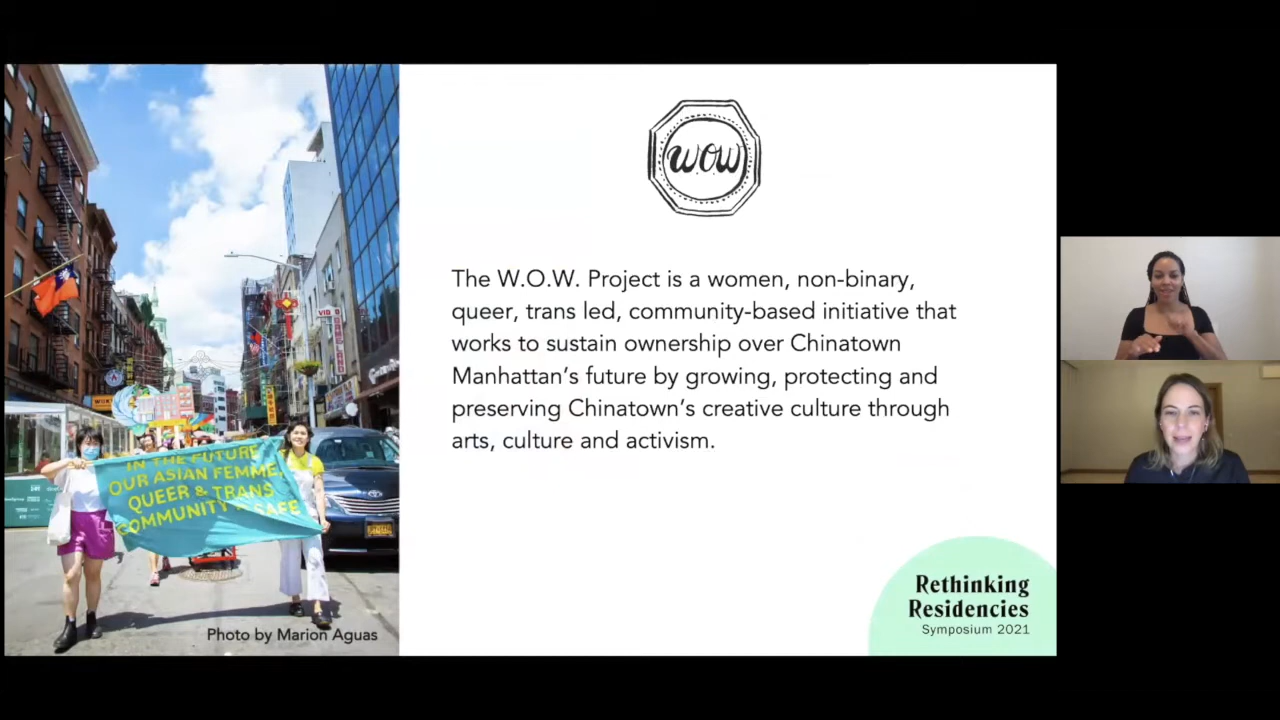 W.O.W
The W.O.W. Project is a women, non-binary,
queer, trans led, community-based initiative that
works to sustain ownership over Chinatown
Manhattan’s future by growing, protecting and
preserving Chinatown’s creative culture through
arts, culture and activism.
IN THE FUTURE
OUR ASIAN FEMME,
QUEER & TRANS
COMMUNITY SAFE
Photo by Marion Aguas
Rethinking
Residencies
Symposium 2021